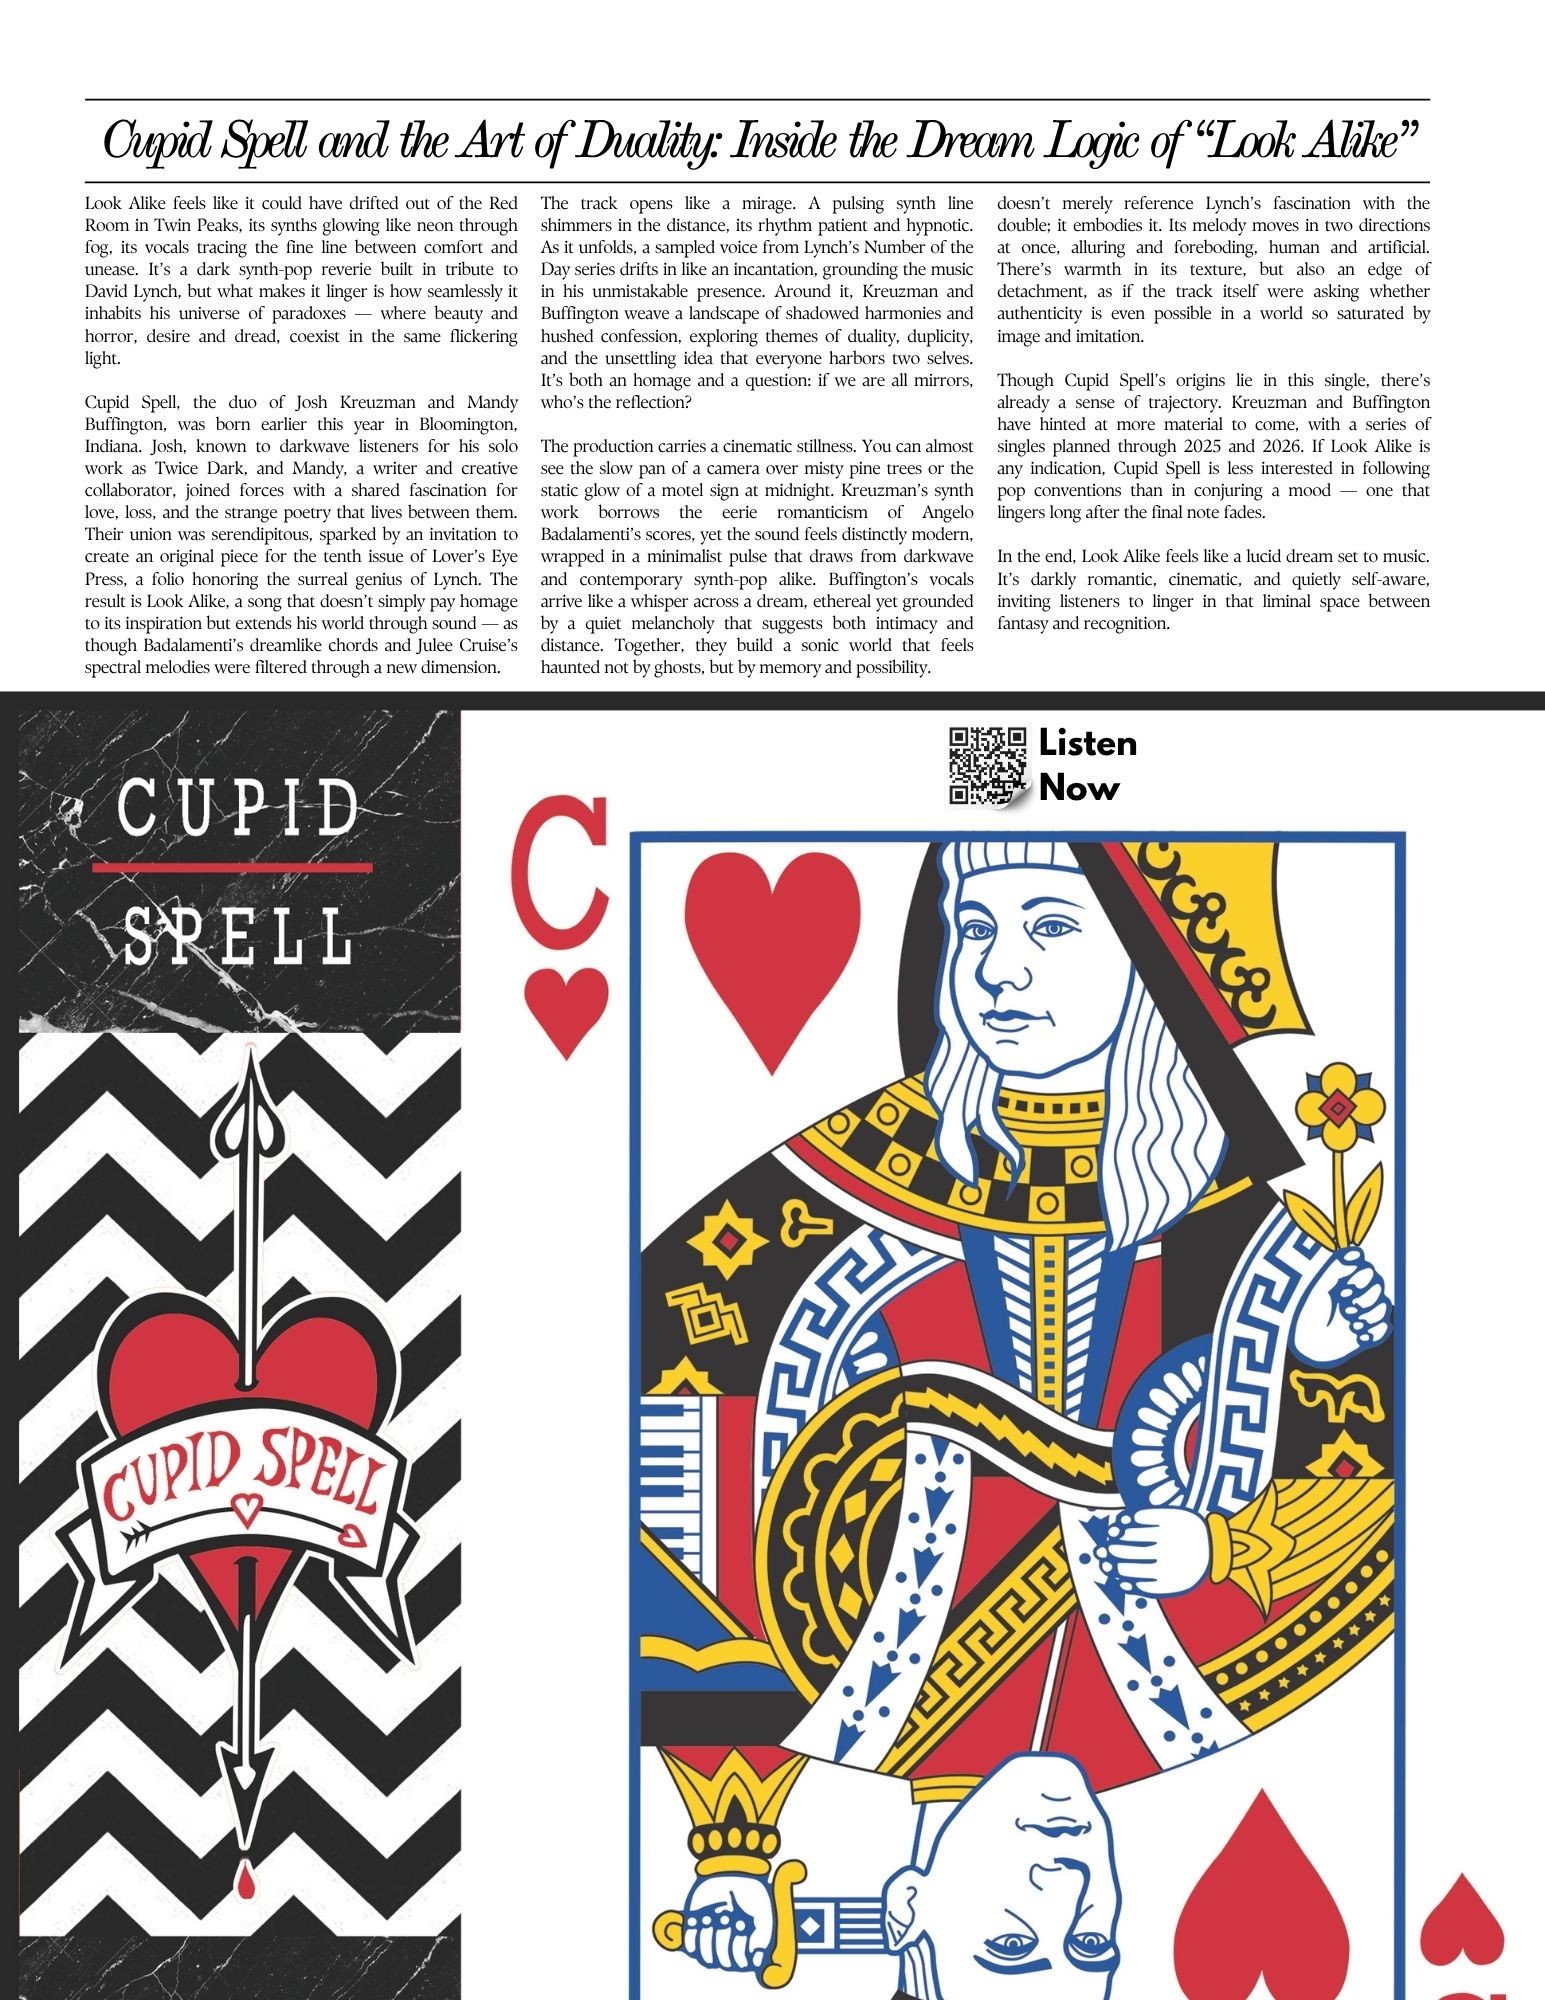 Cupid Spell and the Art of Duality: Inside the Dream Logic of “Look Alike”
Look Alike feels like it could have drifted out of the Red
Room in Twin Peaks, its synths glowing like neon through
fog, its vocals tracing the fine line between comfort and
unease. It’s a dark synth-pop reverie built in tribute to
David Lynch, but what makes it linger is how seamlessly it
inhabits his universe of paradoxes — where beauty and
horror, desire and dread, coexist in the same flickering
light.
Cupid Spell, the duo of Josh Kreuzman and Mandy
Buffington, was born earlier this year in Bloomington,
Indiana. Josh, known to darkwave listeners for his solo
work as Twice Dark, and Mandy, a writer and creative
collaborator, joined forces with a shared fascination for
love, loss, and the strange poetry that lives between them.
Their union was serendipitous, sparked by an invitation to
create an original piece for the tenth issue of Lover’s Eye
Press, a folio honoring the surreal genius of Lynch. The
result is Look Alike, a song that doesn’t simply pay homage
to its inspiration but extends his world through sound — as
though Badalamenti’s dreamlike chords and Julee Cruise’s
spectral melodies were filtered through a new dimension.
The track opens like a mirage. A pulsing synth line
shimmers in the distance, its rhythm patient and hypnotic.
As it unfolds, a sampled voice from Lynch’s Number of the
Day series drifts in like an incantation, grounding the music
in his unmistakable presence. Around it, Kreuzman and
Buffington weave a landscape of shadowed harmonies and
hushed confession, exploring themes of duality, duplicity,
and the unsettling idea that everyone harbors two selves.
It’s both an homage and a question: if we are all mirrors,
who’s the reflection?
The production carries a cinematic stillness. You can almost
see the slow pan of a camera over misty pine trees or the
static glow of a motel sign at midnight. Kreuzman’s synth
work borrows the eerie romanticism of Angelo
Badalamenti’s scores, yet the sound feels distinctly modern,
wrapped in a minimalist pulse that draws from darkwave
and contemporary synth-pop alike. Buffington’s vocals
arrive like a whisper across a dream, ethereal yet grounded
by a quiet melancholy that suggests both intimacy and
distance. Together, they build a sonic world that feels
haunted not by ghosts, but by memory and possibility.
doesn’t merely reference Lynch’s fascination with the
double; it embodies it. Its melody moves in two directions
at once, alluring and foreboding, human and artificial.
There’s warmth in its texture, but also an edge of
detachment, as if the track itself were asking whether
authenticity is even possible in a world so saturated by
image and imitation.
Though Cupid Spell’s origins lie in this single, there’s
already a sense of trajectory. Kreuzman and Buffington
have hinted at more material to come, with a series of
singles planned through 2025 and 2026. If Look Alike is
any indication, Cupid Spell is less interested in following
pop conventions than in conjuring a mood — one that
lingers long after the final note fades.
In the end, Look Alike feels like a lucid dream set to music.
It’s darkly romantic, cinematic, and quietly self-aware,
inviting listeners to linger in that liminal space between
fantasy and recognition.
CUPID
SPELL
Listen
Now
C
CUPID SPELL